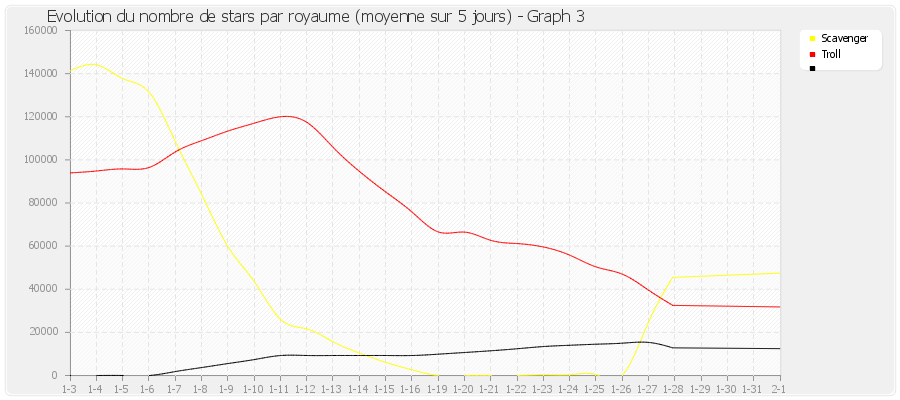 Evolution du nombre de stars par royaume (moyenne sur 5 jours) - Graph 3
160000
140000
120000
100000
80000
60000
40000
20000
0
1-3 1-4 1-5 1-6 1-7 1-8 1-9 1-10 1-11 1-12 1-13 1-14 1-15 1-16 1-19 1-20 1-21 1-22 1-23 1-24 1-25 1-26 1-27 1-28 1-29 1-30 1-31 2-1
Scavenger
Troll